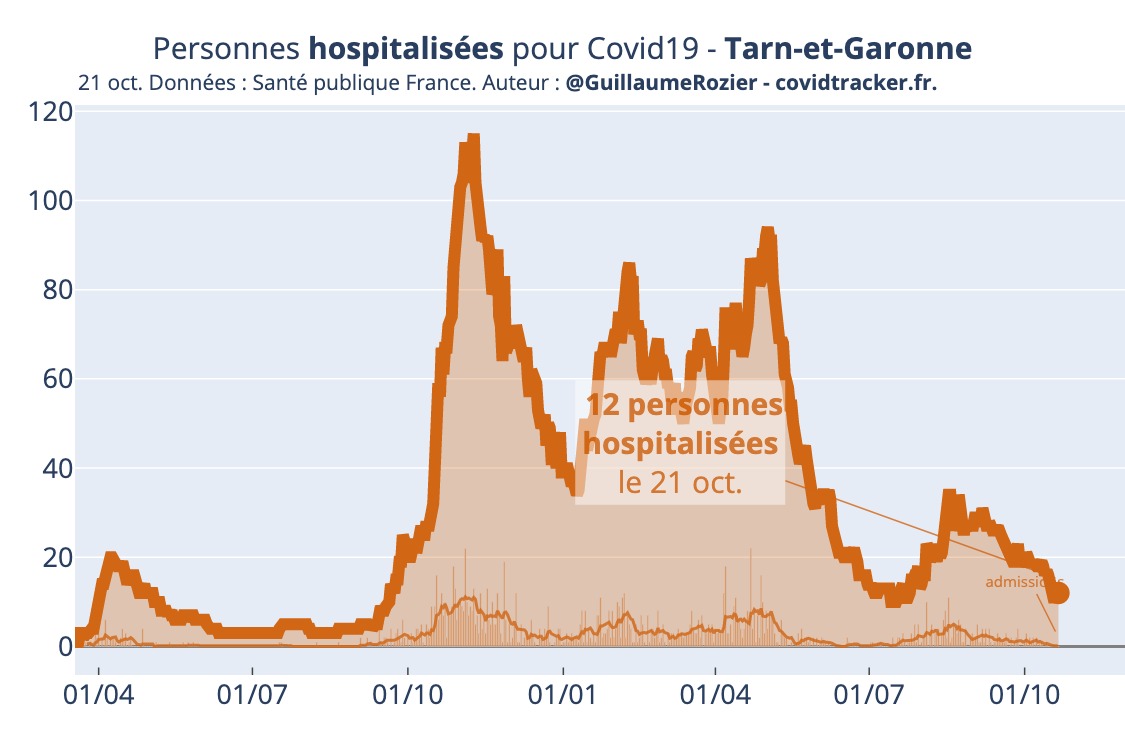 Personnes hospitalisées pour Covid19 - Tarn-et-Garonne
21 oct. Données : Santé publique France. Auteur : @GuillaumeRozier - covidtracker.fr.
120
100
80
60
40
20
0
12 personnes
hospitalisées
le 21 oct.
admissions
01/04 01/07 01/10 01/01 01/04 01/07 01/10